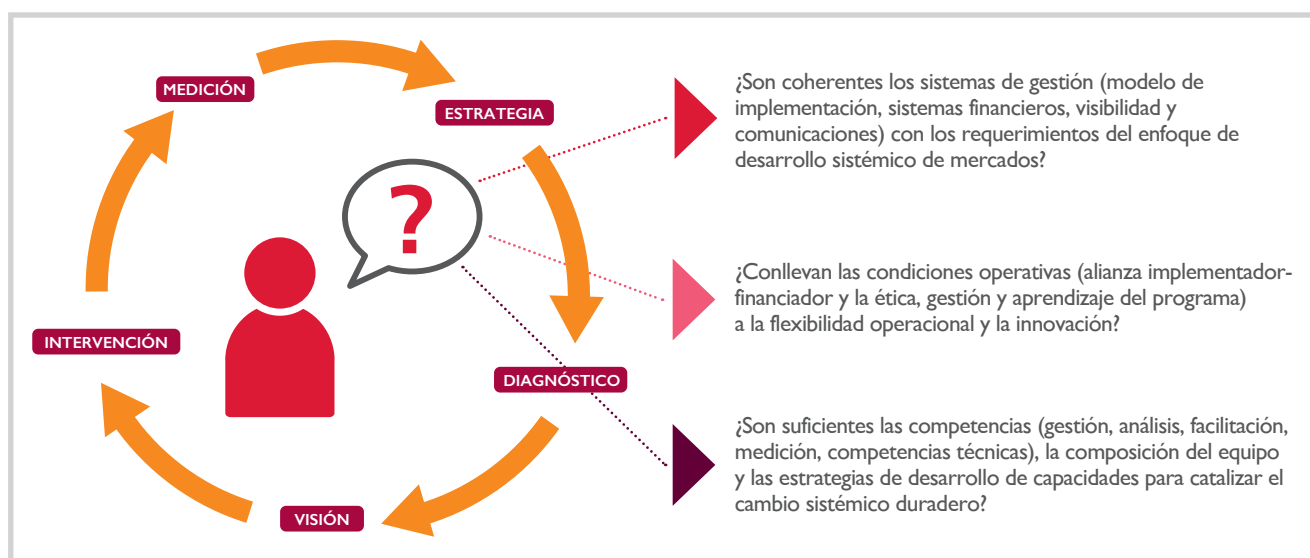 MEDICIÓN
ESTRATEGIA
DIAGNÓSTICO
VISIÓN
INTERVENCIÓN
?
¿Son coherentes los sistemas de gestión (modelo de
implementación, sistemas financieros, visibilidad y
comunicaciones) con los requerimientos del enfoque de
desarrollo sistémico de mercados?
¿Conllevan las condiciones operativas (alianza implementador-
financiador y la ética, gestión y aprendizaje del programa)
a la flexibilidad operacional y la innovación?
¿Son suficientes las competencias (gestión, análisis, facilitación,
medición, competencias técnicas), la composición del equipo
y las estrategias de desarrollo de capacidades para catalizar el
cambio sistémico duradero?